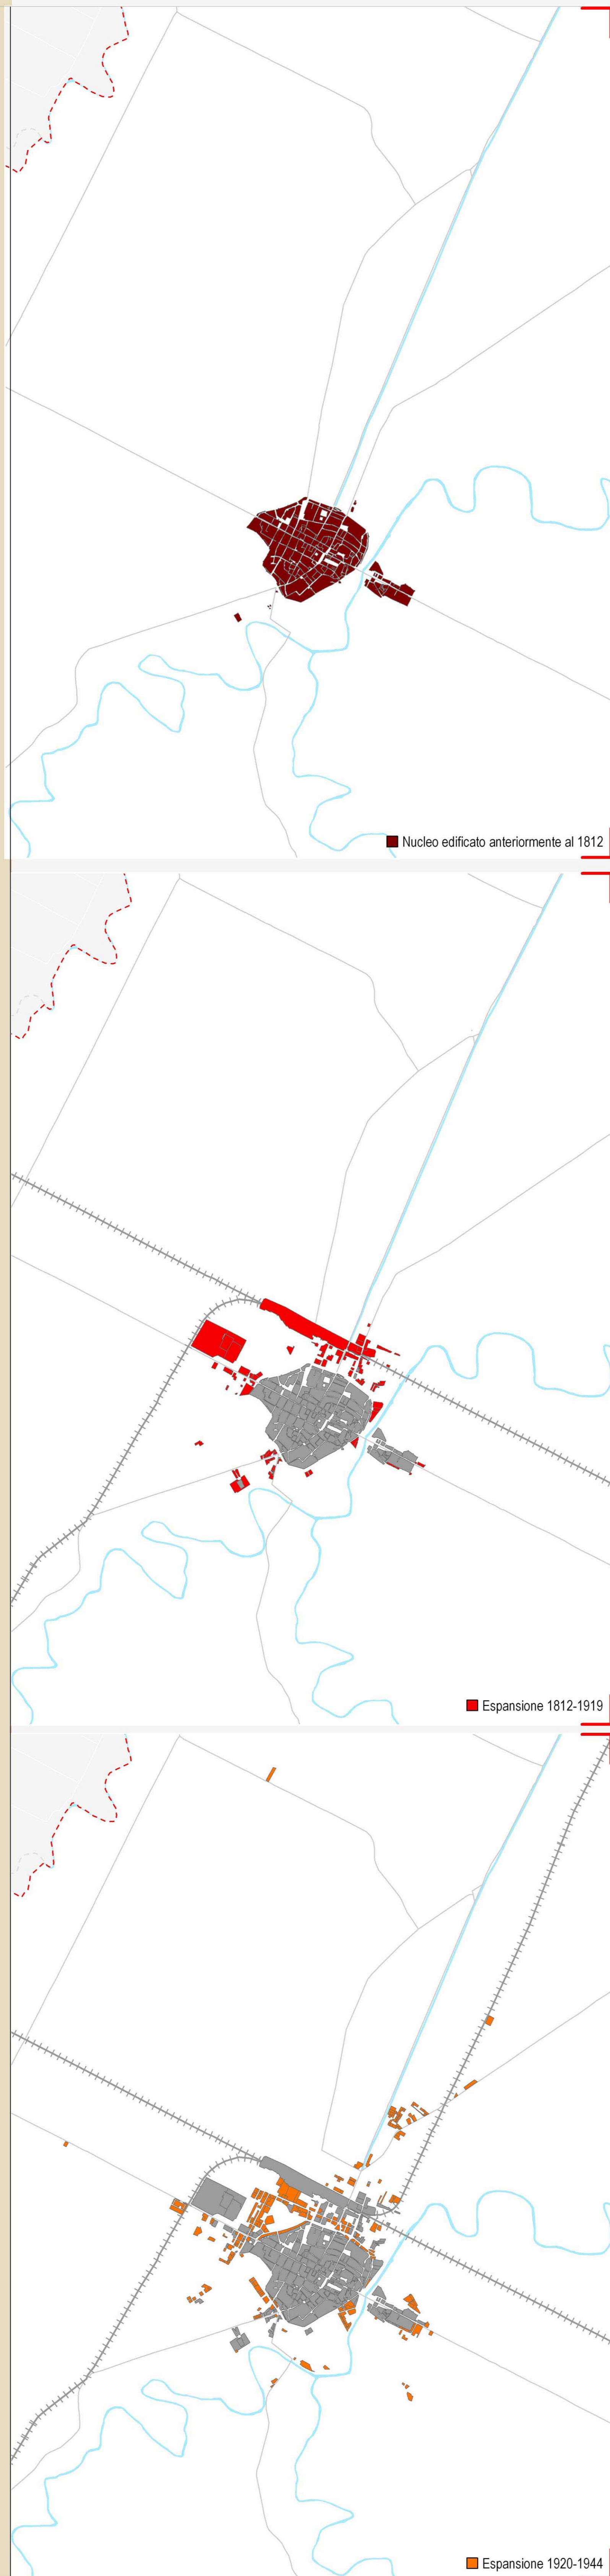 Nucleo edificato anteriormente al 1812
Espansione 1812-1919
Espansione 1920-1944